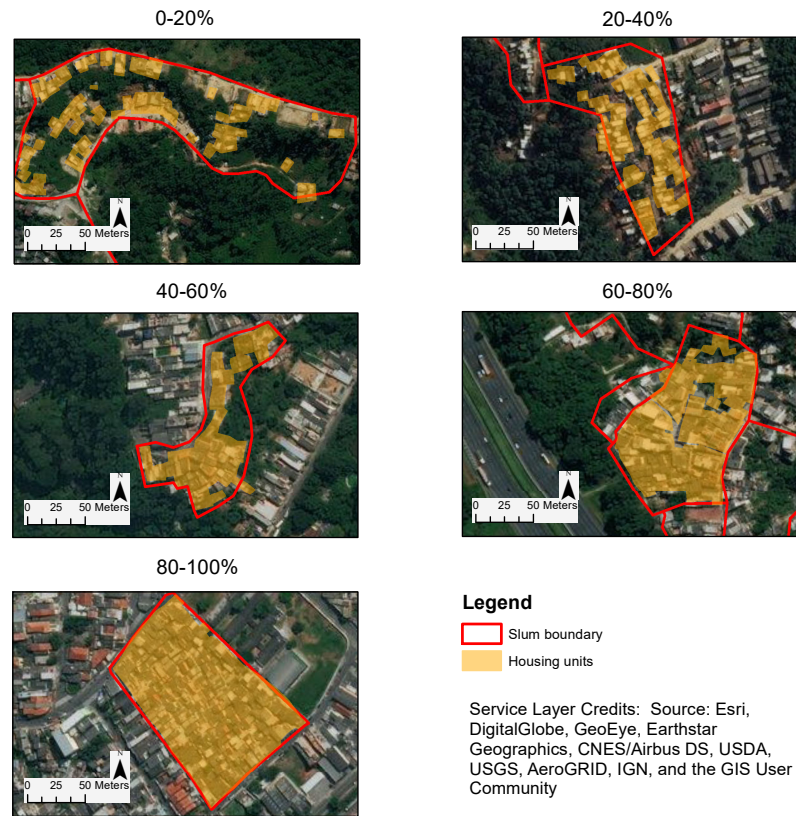 0-20%
20-40%
N
0 25 50 Meters
N
0 25 50 Meters
40-60%
60-80%
N
0 25 50 Meters
N
0 25 50 Meters
80-100%
N
0 25 50 Meters
Legend
Slum boundary
Housing units
Service Layer Credits: Source: Esri,
DigitalGlobe, GeoEye, Earthstar
Geographics, CNES/Airbus DS, USDA,
USGS, AeroGRID, IGN, and the GIS User
Community